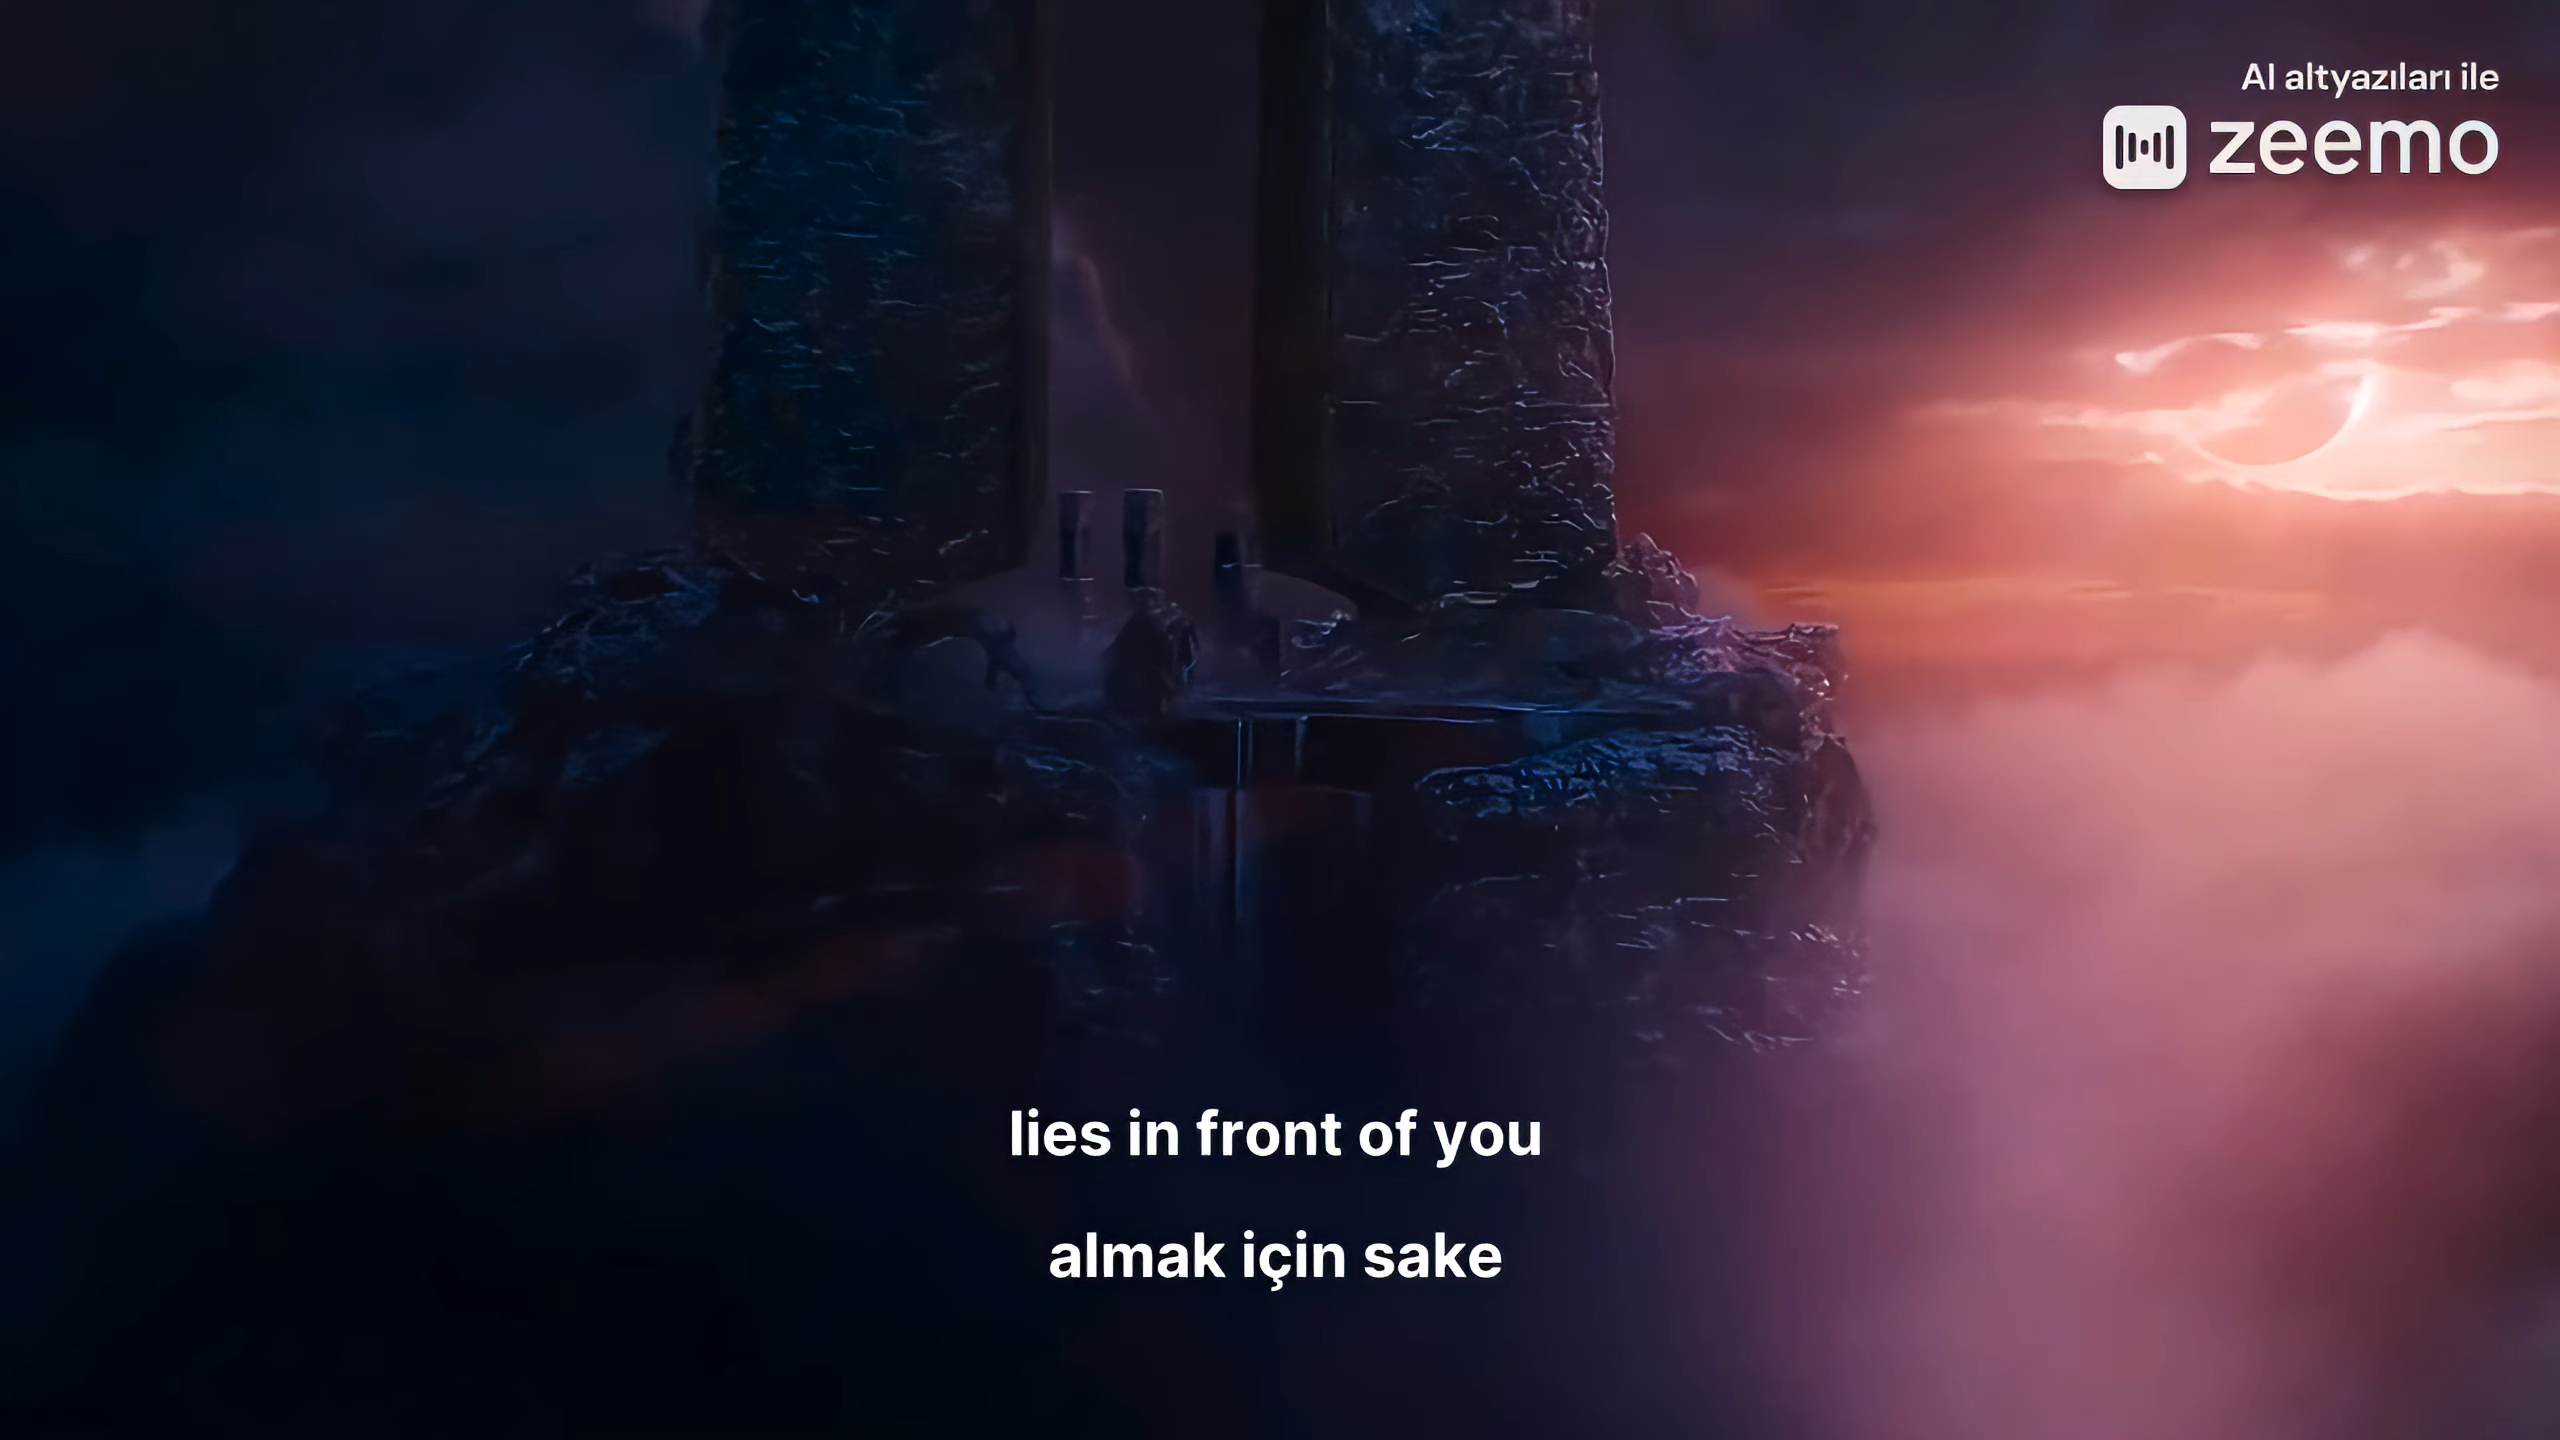 AI altyazıları ile
zeemo
lies in front of you
almak için sake